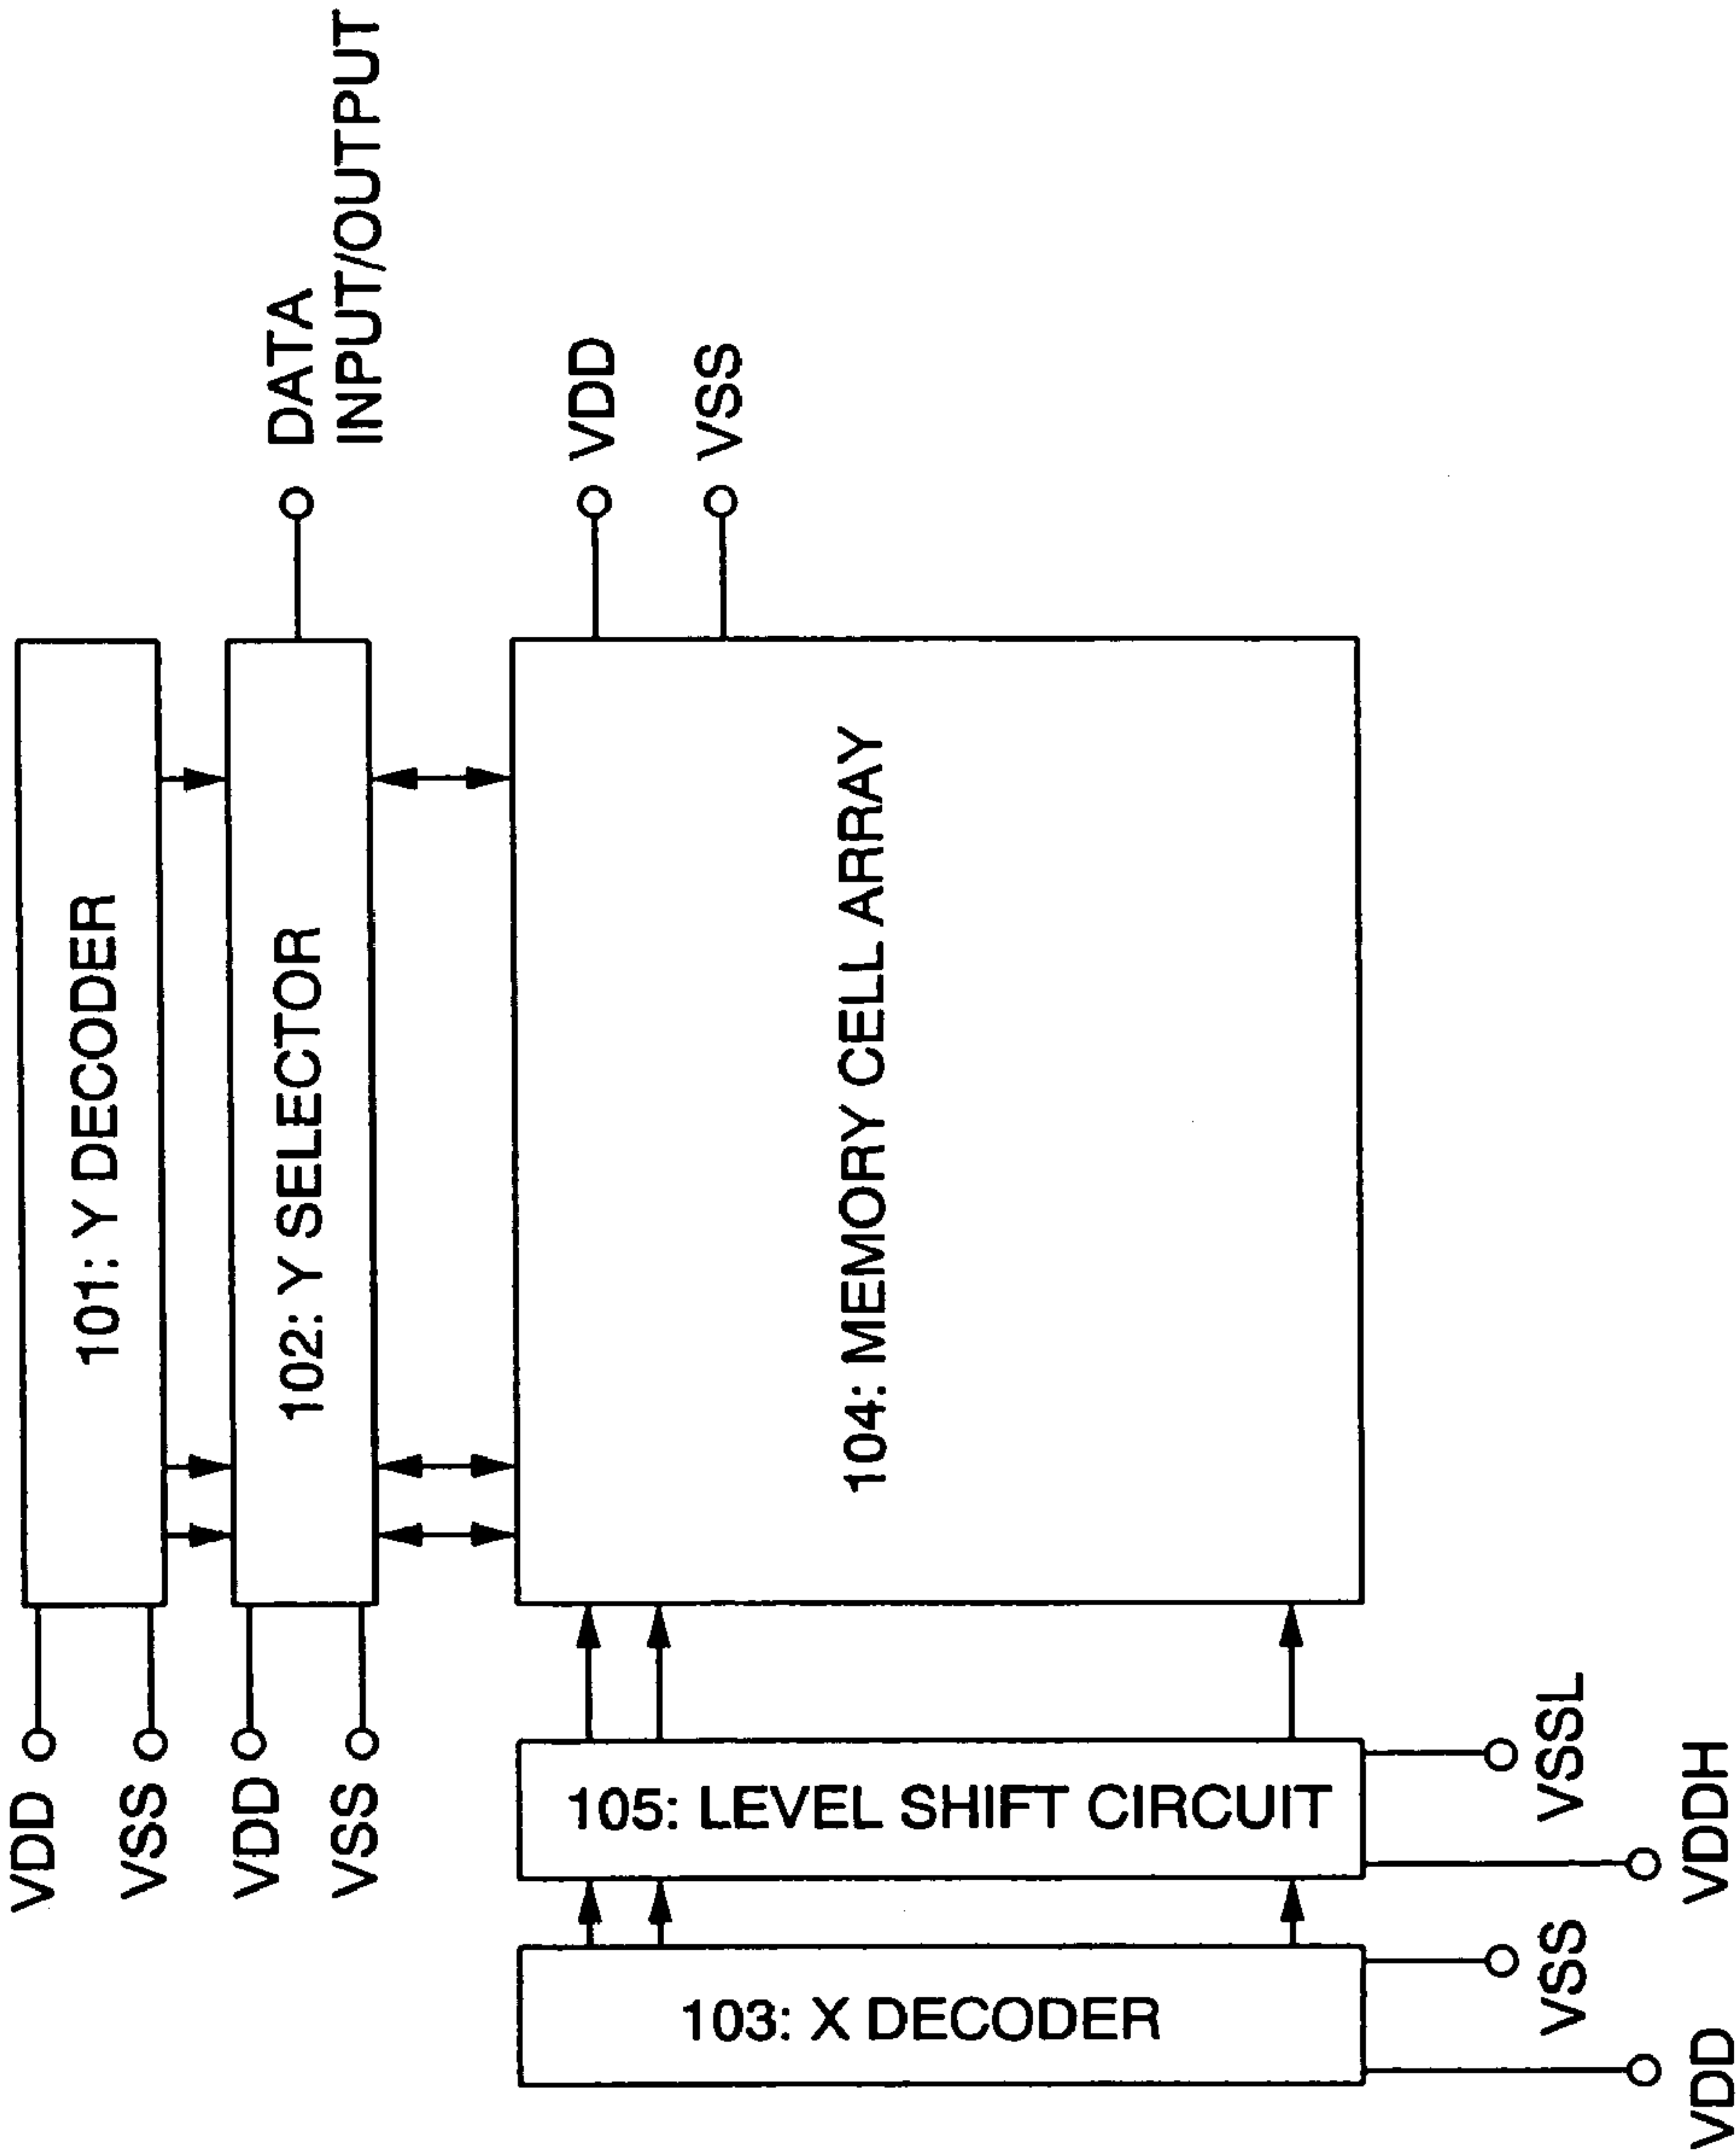 VDD
101: Y DECODER
VSS
VDD
102: Y SELECTOR
VSS
DATA
INPUT/OUTPUT
VDD
VSS
103: X DECODER
105: LEVEL SHIFT CIRCUIT
104: MEMORY CELL ARRAY
VSS
VSSL
VDD
VDDH